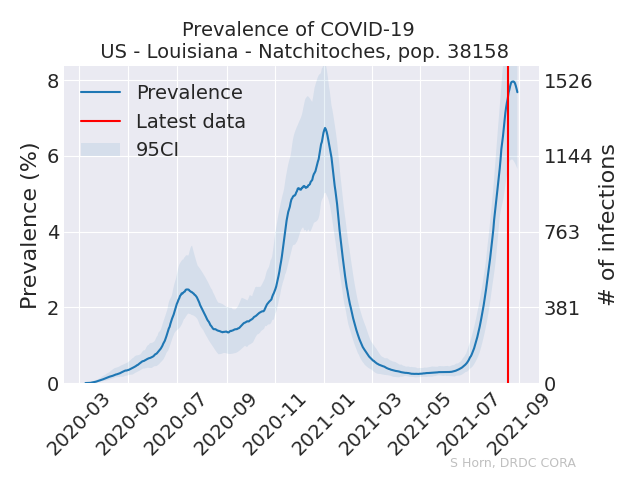 Prevalence of COVID-19
US - Louisiana - Natchitoches, pop. 38158
Prevalence
Latest data
95CI
Prevalence (%)
8
6
4
2
0
1526
1144
763
381
0
# of infections
2020-03
2020-05
2020-07
2020-09
2020-11
2021-01
2021-03
2021-05
2021-07
2021-09
S Horn, DRDC CORA